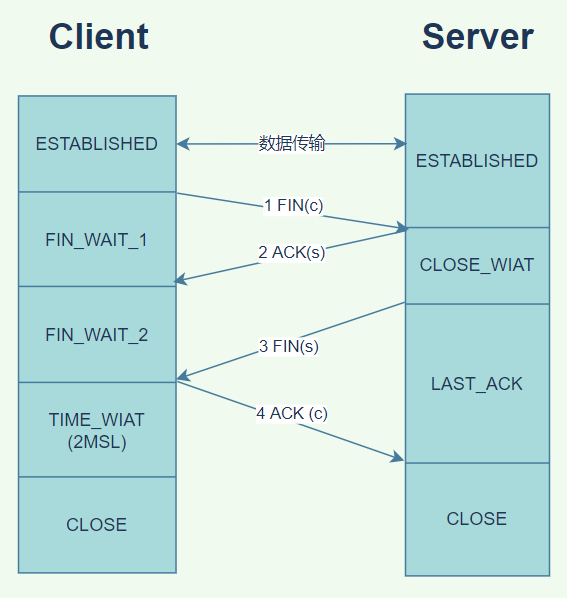 Client
Server
ESTABLISHED
数据传输
ESTABLISHED
1 FIN(c)
FIN_WAIT_1
2 ACK(s)
CLOSE_WIAT
FIN_WAIT_2
3 FIN(s)
LAST_ACK
4 ACK (c)
TIME_WIAT
(2MSL)
CLOSE
CLOSE